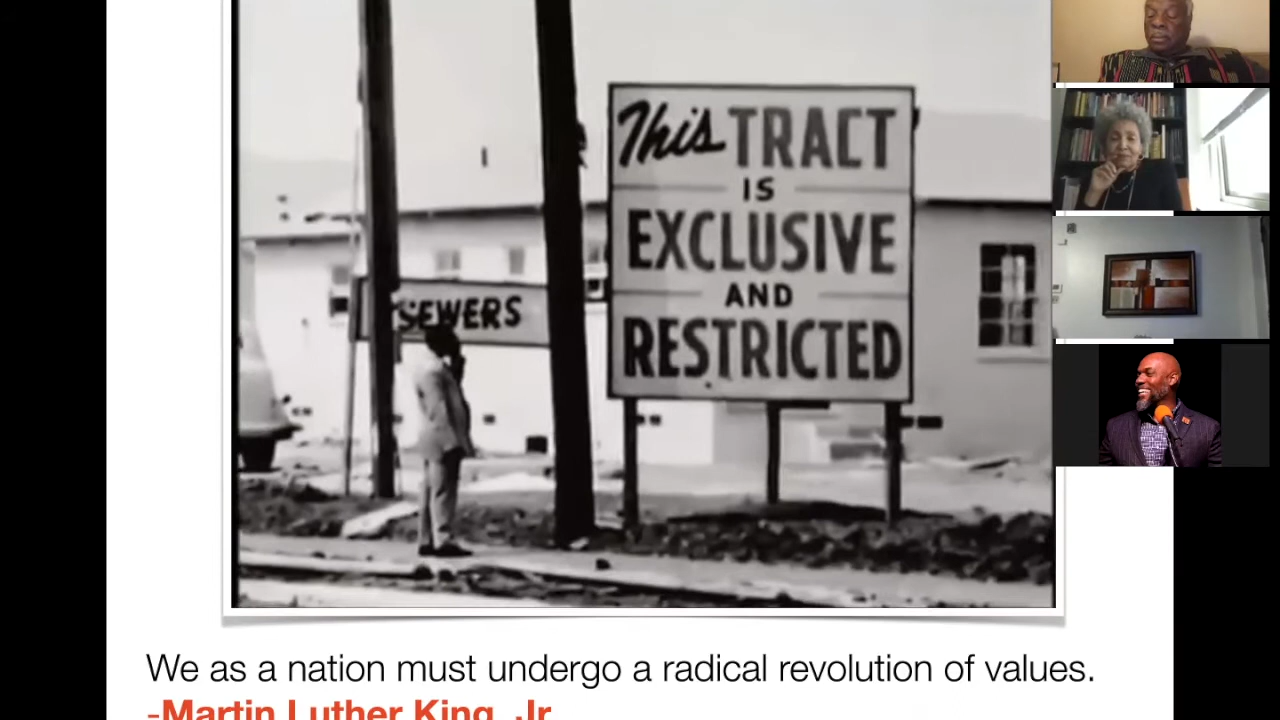 This TRACT
IS
EXCLUSIVE
AND
RESTRICTED
SEWERS
We as a nation must undergo a radical revolution of values.
-Martin Luther King, Jr